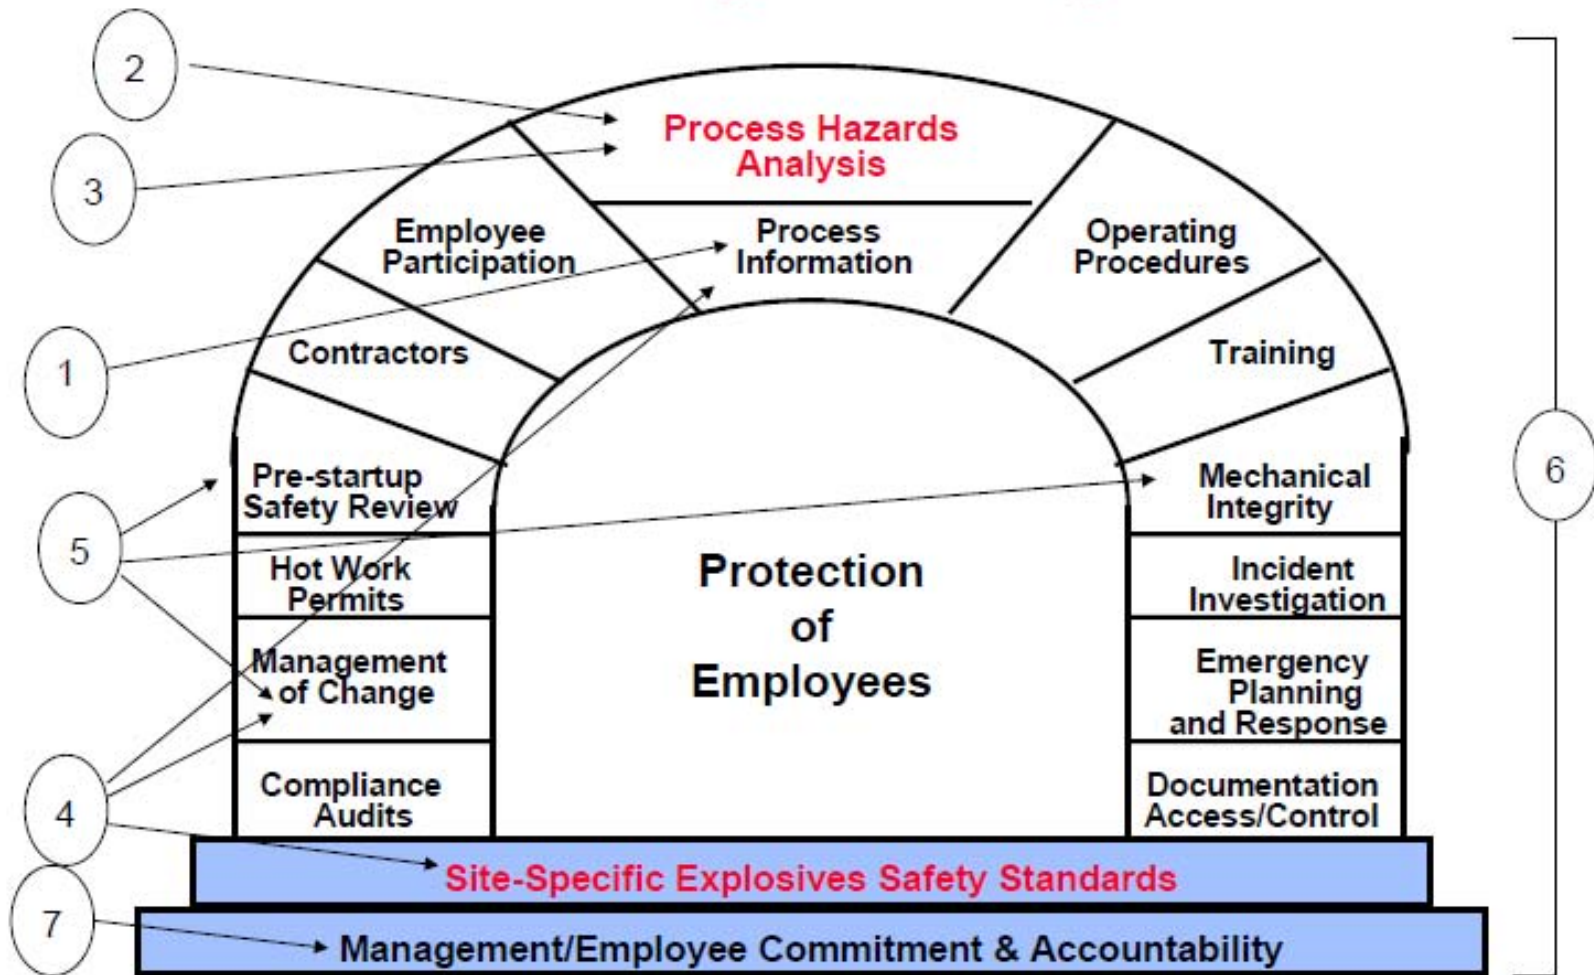 2
Process Hazards
Analysis
3
Employee
Participation
Process
Information
Operating
Procedures
1
Contractors
Training
Pre-startup
Safety Review
Mechanical
Integrity
6
5
Hot Work
Permits
Protection
of
Employees
Incident
Investigation
Management
of Change
Emergency
Planning
and Response
4
Compliance
Audits
Documentation
Access/Control
Site-Specific Explosives Safety Standards
7
Management/Employee Commitment & Accountability